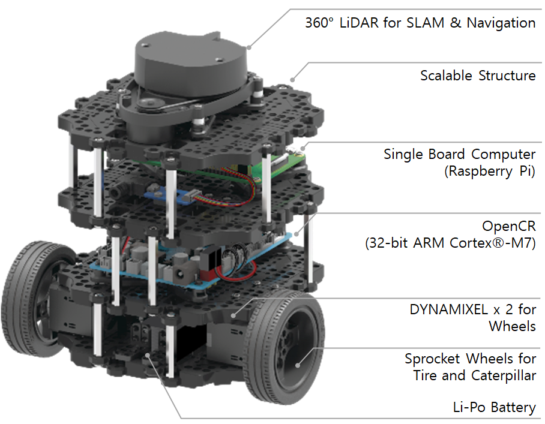 360° LiDAR for SLAM & Navigation
Scalable Structure
Single Board Computer
(Raspberry Pi)
OpenCR
(32-bit ARM Cortex®-M7)
DYNAMIXEL x 2 for
Wheels
Sprocket Wheels for
Tire and Caterpillar
Li-Po Battery